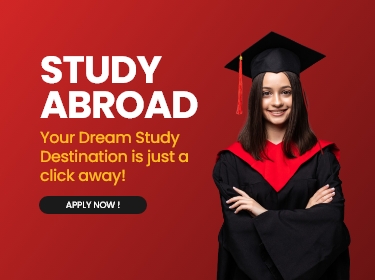 STUDY
ABROAD
Your Dream Study
Destination is just a
click away!
APPLY NOW !